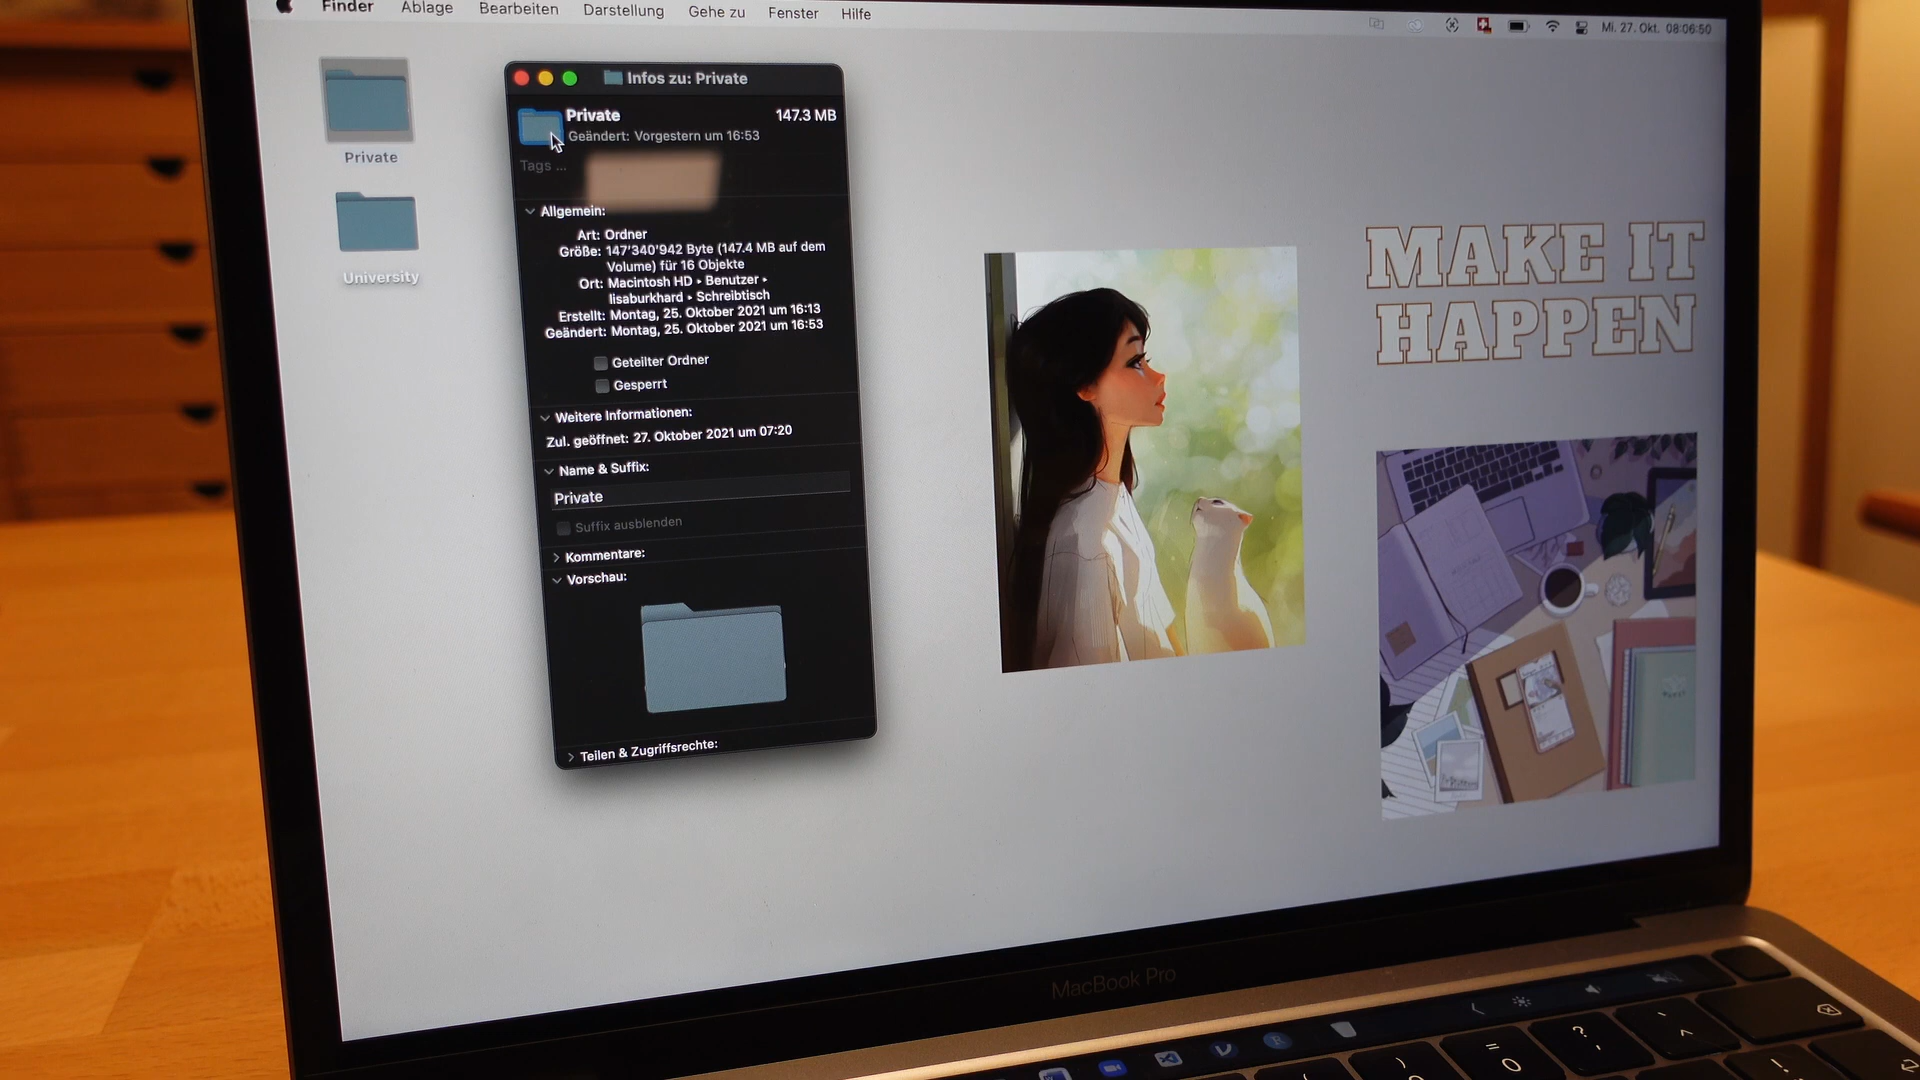 Finder Ablage Bearbeiten Darstellung Gehe zu Fenster Hilfe
Mi. 27. Okt. 08:06:50
Private
University
Infos zu: Private
Private 147.3 MB
Geändert: Vorgestern um 16:53
Tags ...
Allgemein:
Art: Ordner
Größe: 147'340'942 Byte (147.4 MB auf dem
Volume) für 16 Objekte
Ort: Macintosh HD ▸ Benutzer ▸
lisaburkhard ▸ Schreibtisch
Erstellt: Montag, 25. Oktober 2021 um 16:13
Geändert: Montag, 25. Oktober 2021 um 16:53
Geteilter Ordner
Gesperrt
Weitere Informationen:
Zul. geöffnet: 27. Oktober 2021 um 07:20
Name & Suffix:
Private
Suffix ausblenden
Kommentare:
Vorschau:
Teilen & Zugriffsrechte:
MAKE IT
HAPPEN
MacBook Pro